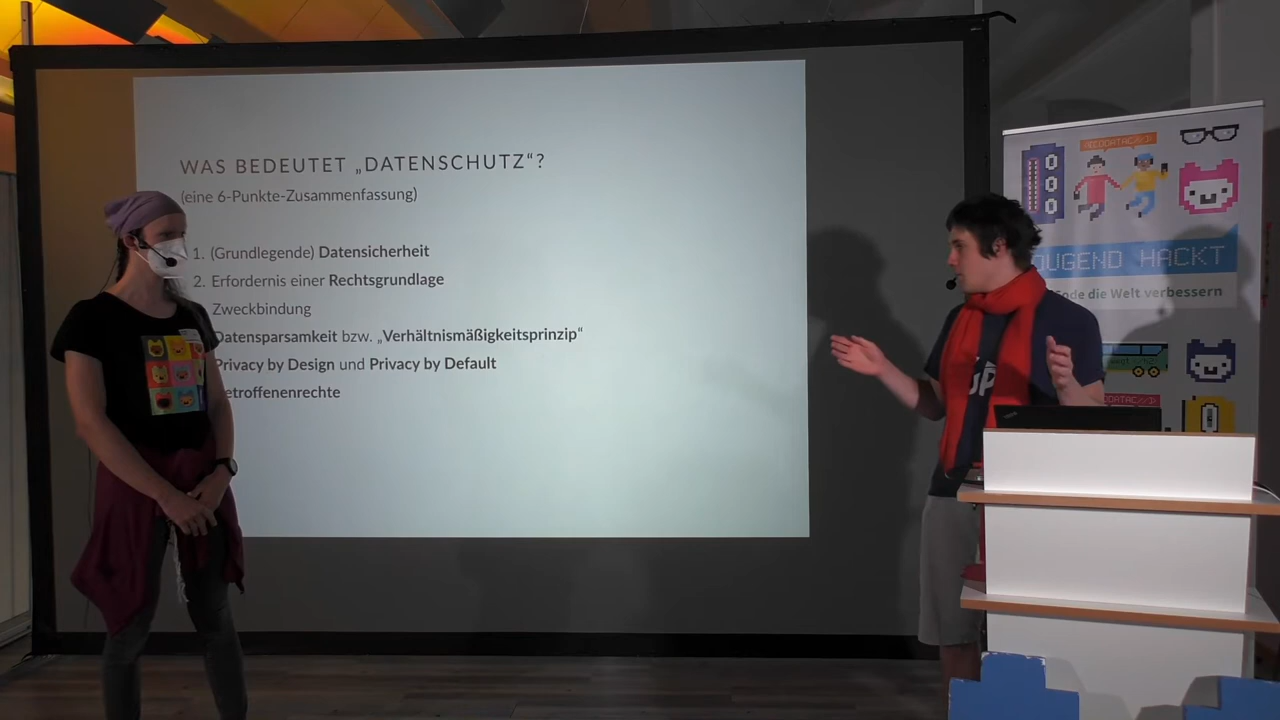 WAS BEDEUTET „DATENSCHUTZ“?
(eine 6-Punkte-Zusammenfassung)
1. (Grundlegende) Datensicherheit
2. Erfordernis einer Rechtsgrundlage
Zweckbindung
Datensparsamkeit bzw. „Verhältnismäßigkeitsprinzip“
Privacy by Design und Privacy by Default
etroffenenrechte
JUGEND HACKT
Code die Welt verbessern